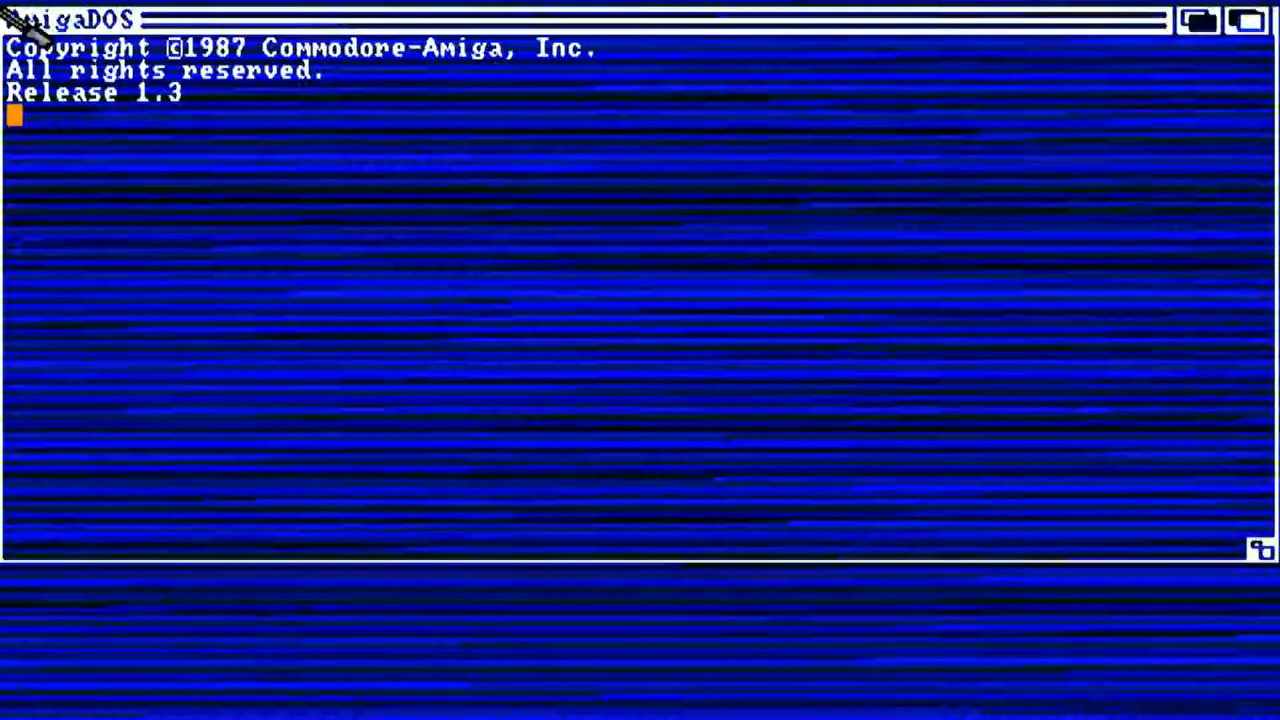 AmigaDOS
Copyright ©1987 Commodore-Amiga, Inc.
All rights reserved.
Release 1.3